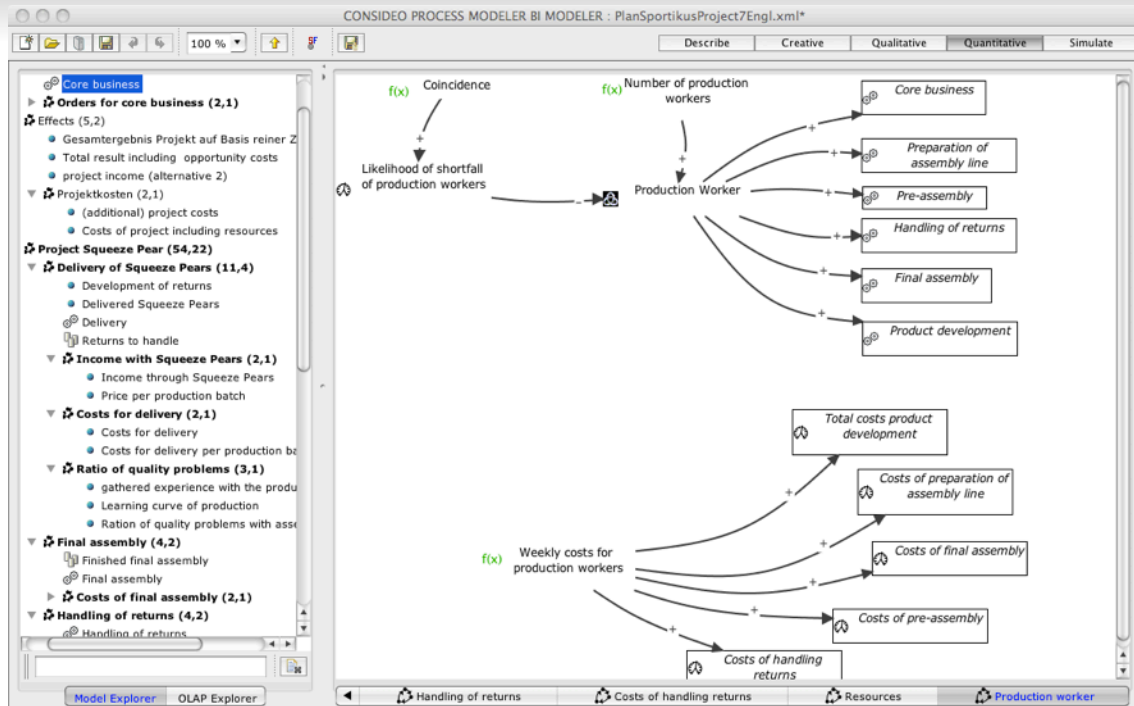 CONSIDEO PROCESS MODELER BI MODELER : PlanSportikusProject7Engl.xml*
100 %
Describe
Creative
Qualitative
Quantitative
Simulate
Core business
Orders for core business (2,1)
Effects (5,2)
Gesamtergebnis Projekt auf Basis reiner Z
Total result including opportunity costs
project income (alternative 2)
Projektkosten (2,1)
(additional) project costs
Costs of project including resources
Project Squeeze Pear (54,22)
Delivery of Squeeze Pears (11,4)
Development of returns
Delivered Squeeze Pears
Delivery
Returns to handle
Income with Squeeze Pears (2,1)
Income through Squeeze Pears
Price per production batch
Costs for delivery (2,1)
Costs for delivery
Costs for delivery per production ba
Ratio of quality problems (3,1)
gathered experience with the produ
Learning curve of production
Ration of quality problems with asse
Final assembly (4,2)
Finished final assembly
Final assembly
Costs of final assembly (2,1)
Handling of returns (4,2)
Handling of returns
Model Explorer
OLAP Explorer
f(x)
Coincidence
+
Likelihood of shortfall
of production workers
-
f(x)
Number of production
workers
+
Production Worker
+
Core business
+
Preparation of
assembly line
+
Pre-assembly
+
Handling of returns
+
Final assembly
+
Product development
f(x)
Weekly costs for
production workers
+
Total costs product
development
+
Costs of preparation of
assembly line
+
Costs of final assembly
+
Costs of pre-assembly
+
Costs of handling
returns
Handling of returns
Costs of handling returns
Resources
Production worker